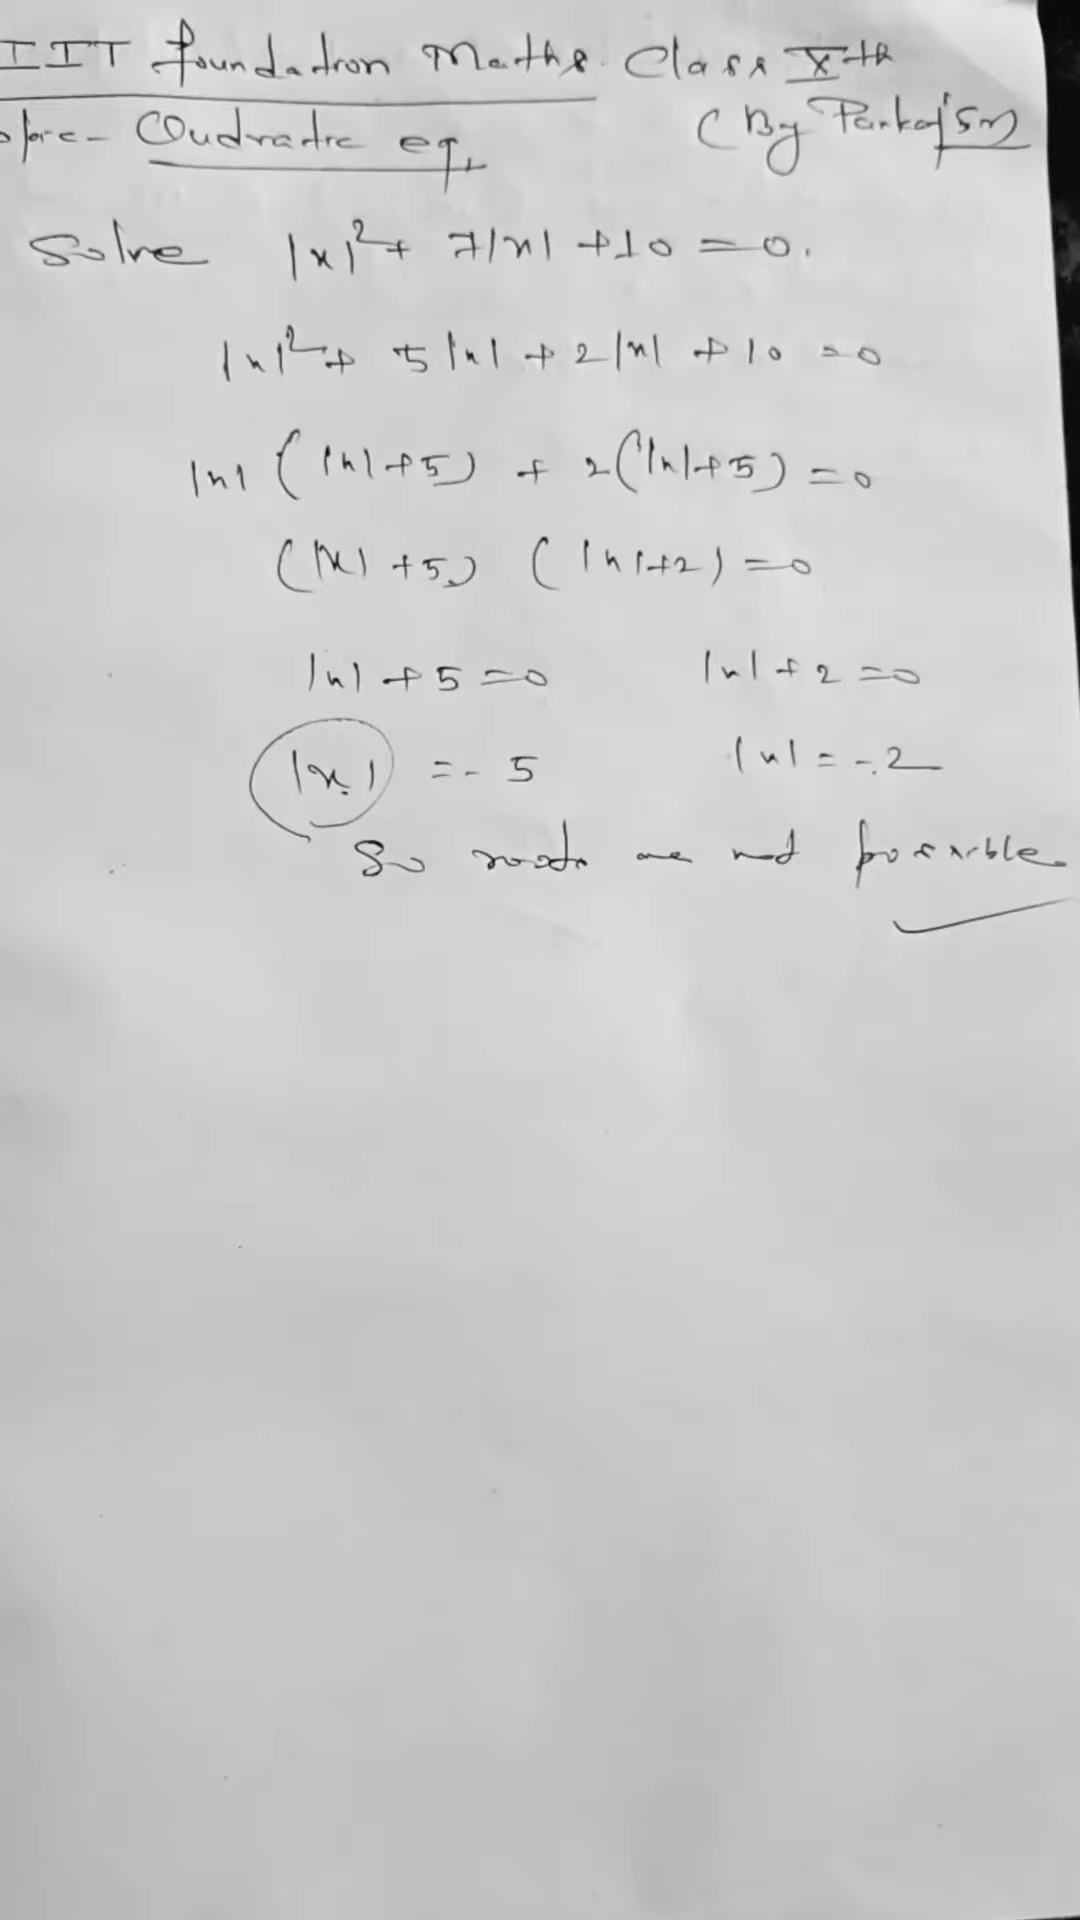 IIT foundation Maths Class Xth
Quadratic eq. (By Pankaj Sir)
Solve |x|² + 7|x| + 10 = 0.
|x|² + 5|x| + 2|x| + 10 = 0
|x| (|x|+5) + 2(|x|+5) = 0
(|x| + 5) (|x|+2) = 0
|x| + 5 = 0 |x| + 2 = 0
|x| = - 5 |x| = - 2
So roots are not possible.